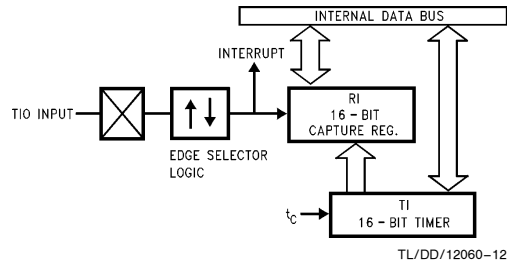 INTERNAL DATA BUS
INTERRUPT
TIO INPUT
RI
16-BIT
CAPTURE REG.
EDGE SELECTOR
LOGIC
tC
TI
16-BIT TIMER
TL/DD/12060-12